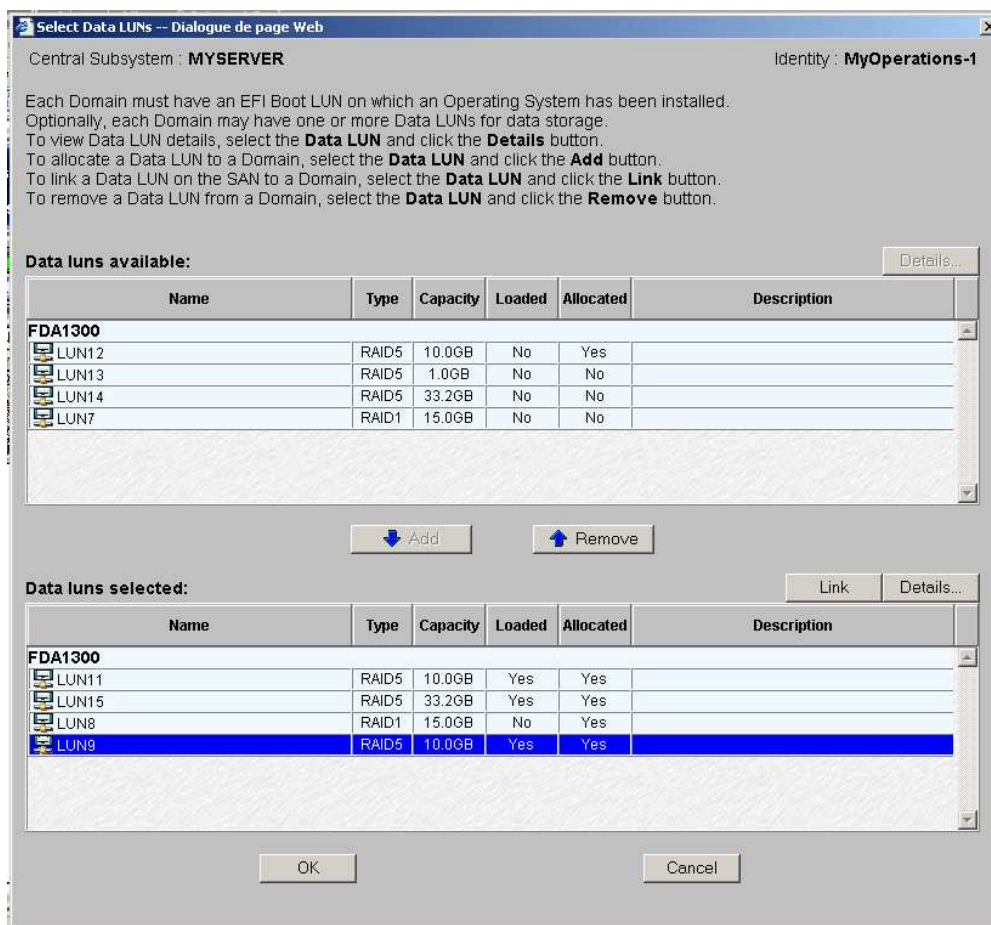 Select Data LUNs -- Dialogue de page Web
Central Subsystem : MYSERVER Identity : MyOperations-1
Each Domain must have an EFI Boot LUN on which an Operating System has been installed.
Optionally, each Domain may have one or more Data LUNs for data storage.
To view Data LUN details, select the Data LUN and click the Details button.
To allocate a Data LUN to a Domain, select the Data LUN and click the Add button.
To link a Data LUN on the SAN to a Domain, select the Data LUN and click the Link button.
To remove a Data LUN from a Domain, select the Data LUN and click the Remove button.
Data luns available: Details...
Name Type Capacity Loaded Allocated Description
FDA1300
LUN12 RAID5 10.0GB No Yes
LUN13 RAID5 1.0GB No No
LUN14 RAID5 33.2GB No No
LUN7 RAID1 15.0GB No No
Add Remove
Data luns selected: Link Details...
Name Type Capacity Loaded Allocated Description
FDA1300
LUN11 RAID5 10.0GB Yes Yes
LUN15 RAID5 33.2GB Yes Yes
LUN8 RAID1 15.0GB No Yes
LUN9 RAID5 10.0GB Yes Yes
OK Cancel